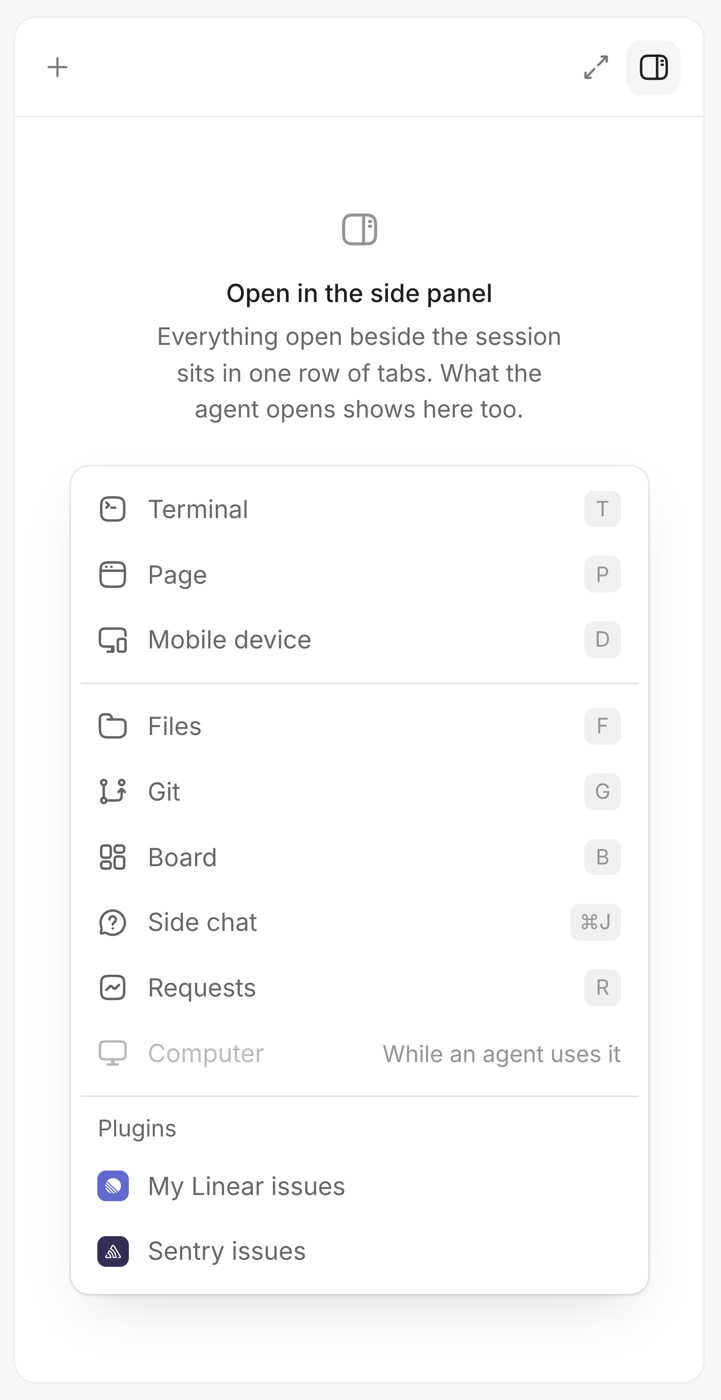 Open in the side panel
Everything open beside the session
sits in one row of tabs. What the
agent opens shows here too.
Terminal T
Page P
Mobile device D
Files F
Git G
Board B
Side chat ⌘J
Requests R
Computer While an agent uses it
Plugins
My Linear issues
Sentry issues